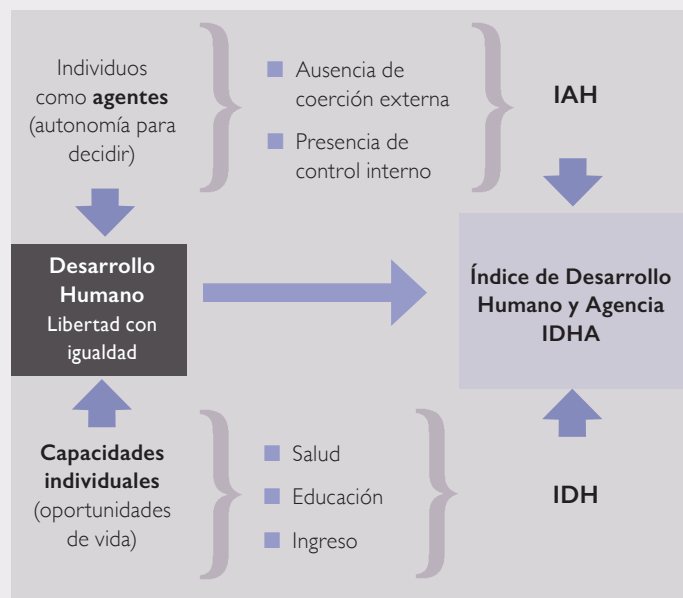 Individuos
como agentes
(autonomía para
decidir)
Ausencia de
coerción externa
Presencia de
control interno
IAH
Desarrollo
Humano
Libertad con
igualdad
Índice de Desarrollo
Humano y Agencia
IDHA
Capacidades
individuales
(oportunidades
de vida)
Salud
Educación
Ingreso
IDH